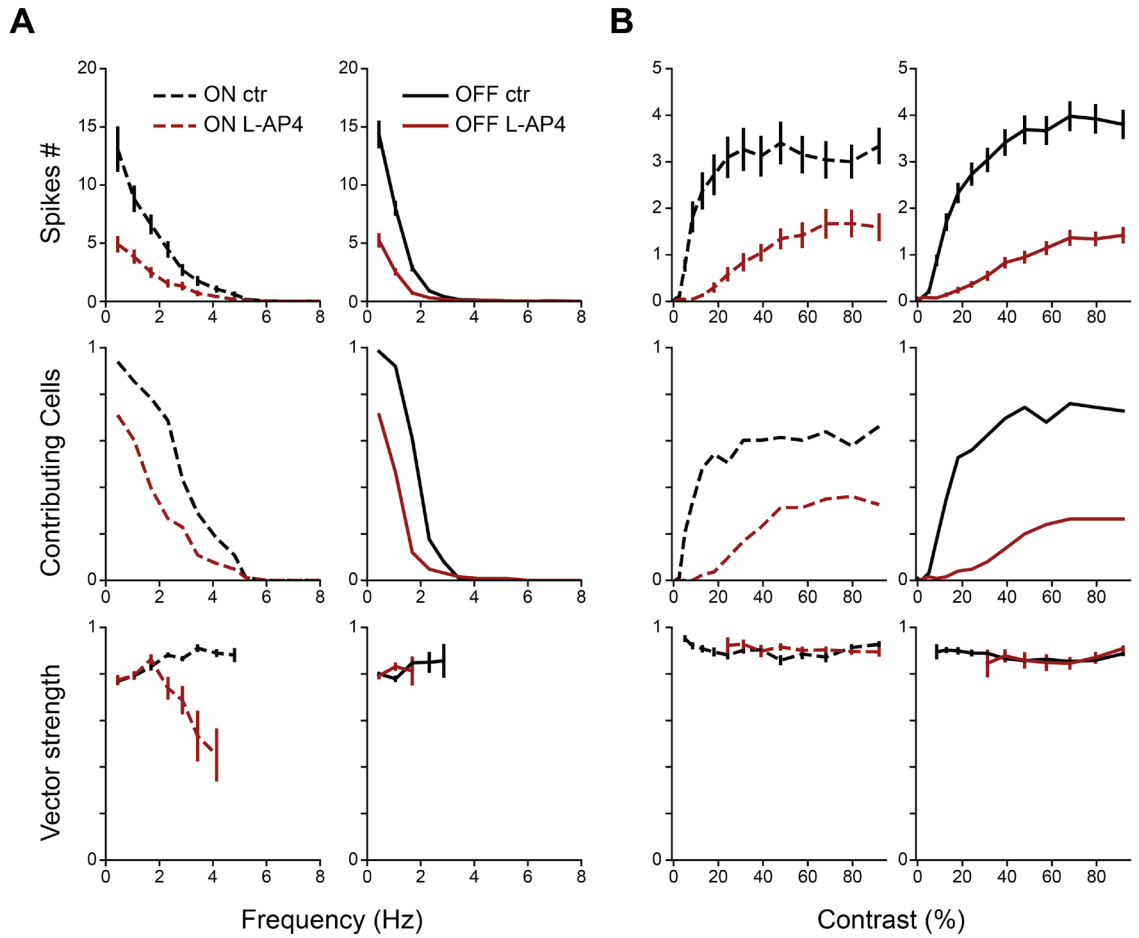 A
B
20
15
10
5
0
Spikes #
ON ctr
ON L-AP4
0 2 4 6 8
20
15
10
5
0
OFF ctr
OFF L-AP4
0 2 4 6 8
5
4
3
2
1
0
0 20 40 60 80
5
4
3
2
1
0
0 20 40 60 80
Contributing Cells
1
0
0 2 4 6 8
1
0
0 2 4 6 8
1
0
0 20 40 60 80
1
0
0 20 40 60 80
Vector strength
1
0
0 2 4 6 8
1
0
0 2 4 6 8
1
0
0 20 40 60 80
1
0
0 20 40 60 80
Frequency (Hz)
Contrast (%)